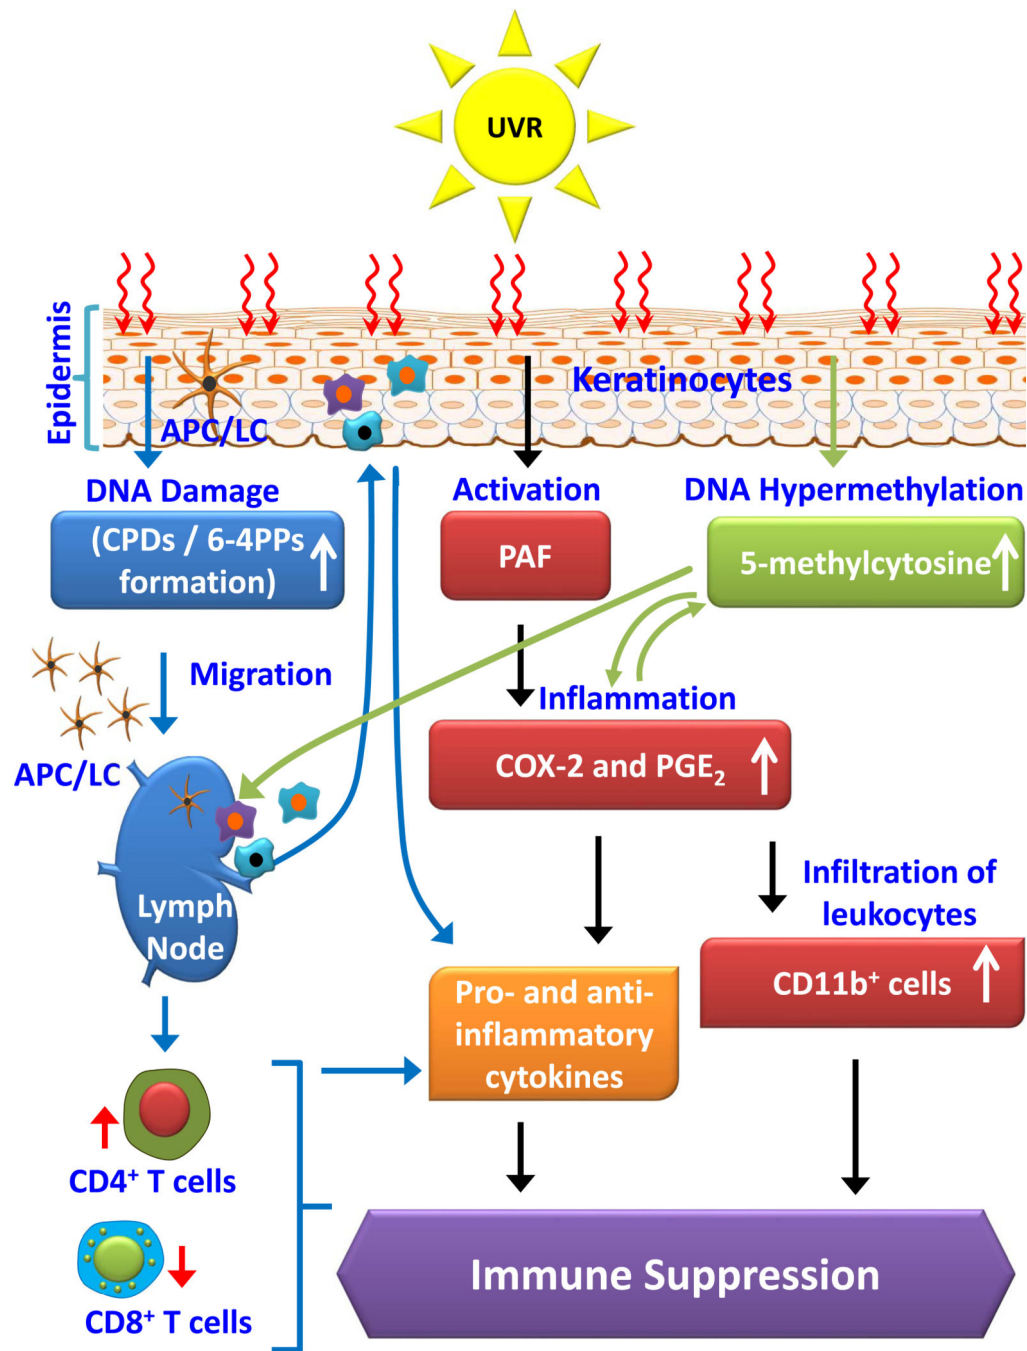 UVR
Epidermis
Keratinocytes
APC/LC
DNA Damage
(CPDs / 6-4PPs
formation)
Activation
PAF
DNA Hypermethylation
5-methylcytosine
Migration
APC/LC
Inflammation
COX-2 and PGE₂
Lymph
Node
Infiltration of
leukocytes
CD11b⁺ cells
Pro- and anti-
inflammatory
cytokines
CD4⁺ T cells
CD8⁺ T cells
Immune Suppression